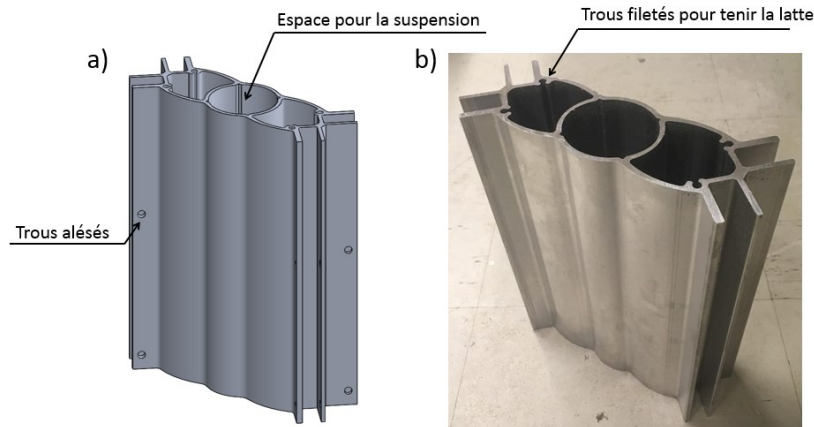 Espace pour la suspension
Trous filetés pour tenir la latte
a)
b)
Trous alésés